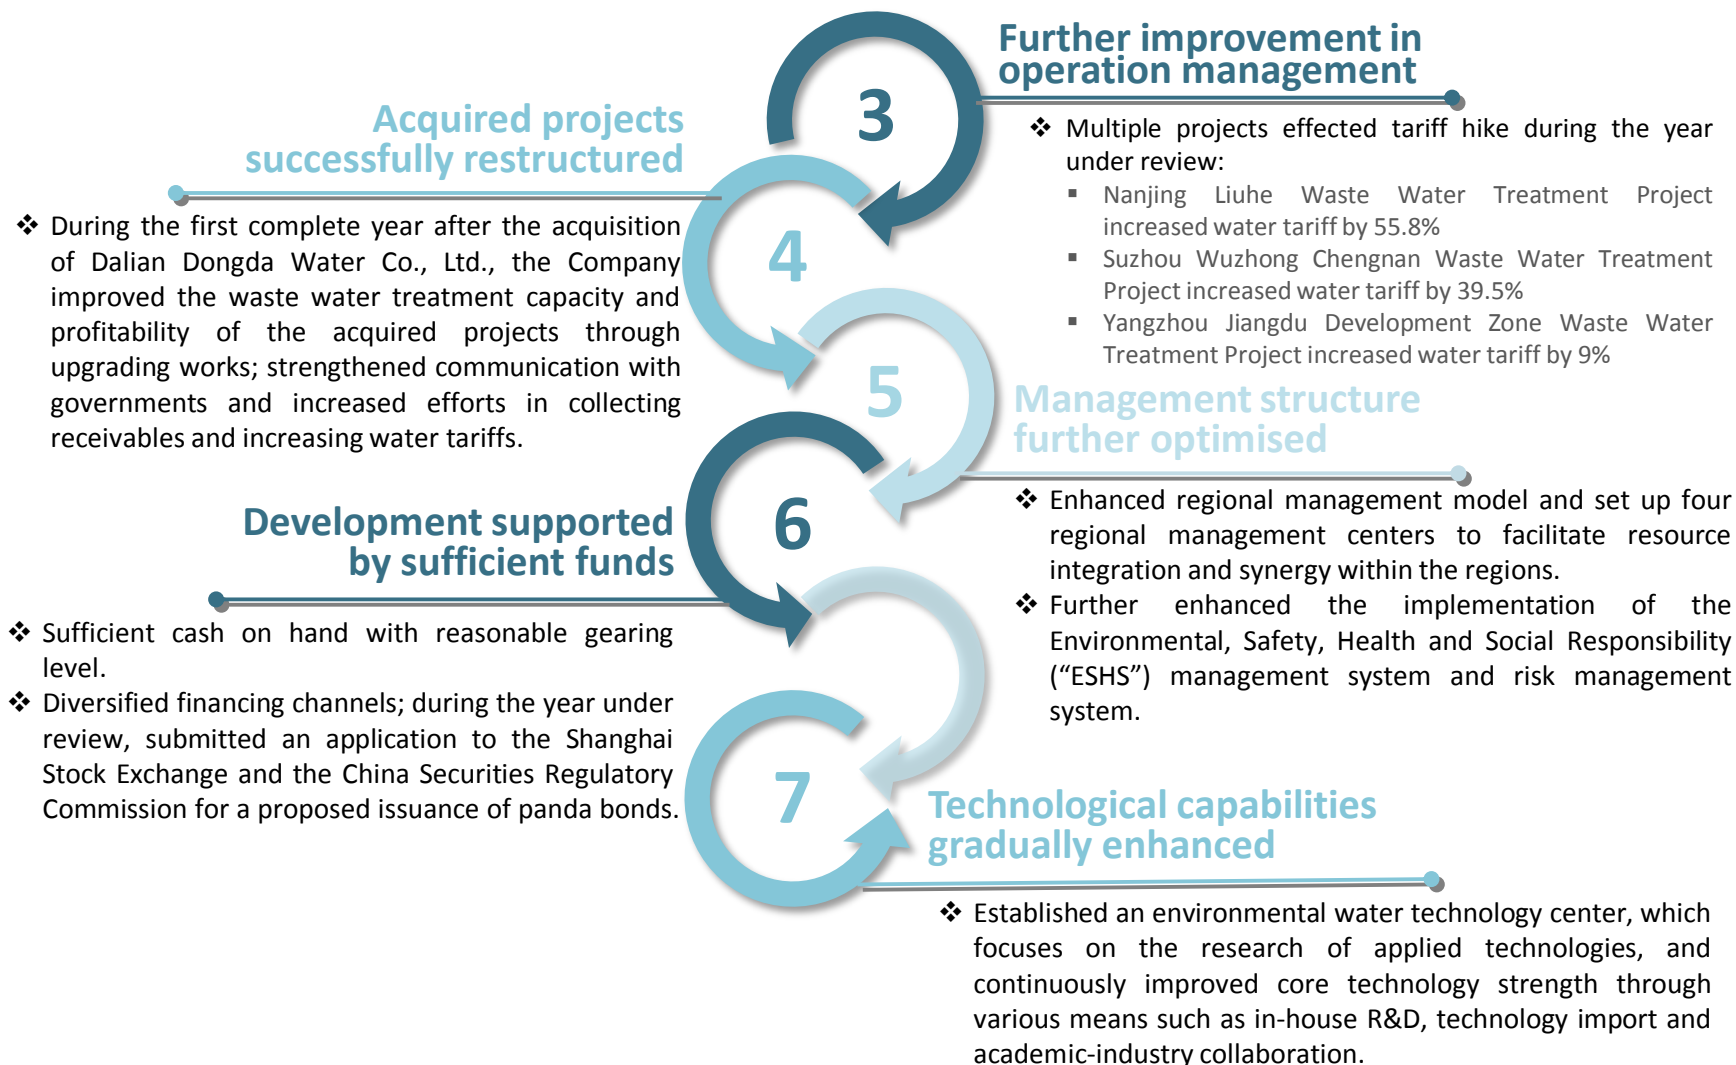 3
Further improvement in
operation management
❖ Multiple projects effected tariff hike during the year
under review:
▪ Nanjing Liuhe Waste Water Treatment Project
increased water tariff by 55.8%
▪ Suzhou Wuzhong Chengnan Waste Water Treatment
Project increased water tariff by 39.5%
▪ Yangzhou Jiangdu Development Zone Waste Water
Treatment Project increased water tariff by 9%
Acquired projects
successfully restructured
4
❖ During the first complete year after the acquisition
of Dalian Dongda Water Co., Ltd., the Company
improved the waste water treatment capacity and
profitability of the acquired projects through
upgrading works; strengthened communication with
governments and increased efforts in collecting
receivables and increasing water tariffs.
5
Management structure
further optimised
❖ Enhanced regional management model and set up four
regional management centers to facilitate resource
integration and synergy within the regions.
❖ Further enhanced the implementation of the
Environmental, Safety, Health and Social Responsibility
(“ESHS”) management system and risk management
system.
6
Development supported
by sufficient funds
❖ Sufficient cash on hand with reasonable gearing
level.
❖ Diversified financing channels; during the year under
review, submitted an application to the Shanghai
Stock Exchange and the China Securities Regulatory
Commission for a proposed issuance of panda bonds.
7
Technological capabilities
gradually enhanced
❖ Established an environmental water technology center, which
focuses on the research of applied technologies, and
continuously improved core technology strength through
various means such as in-house R&D, technology import and
academic-industry collaboration.